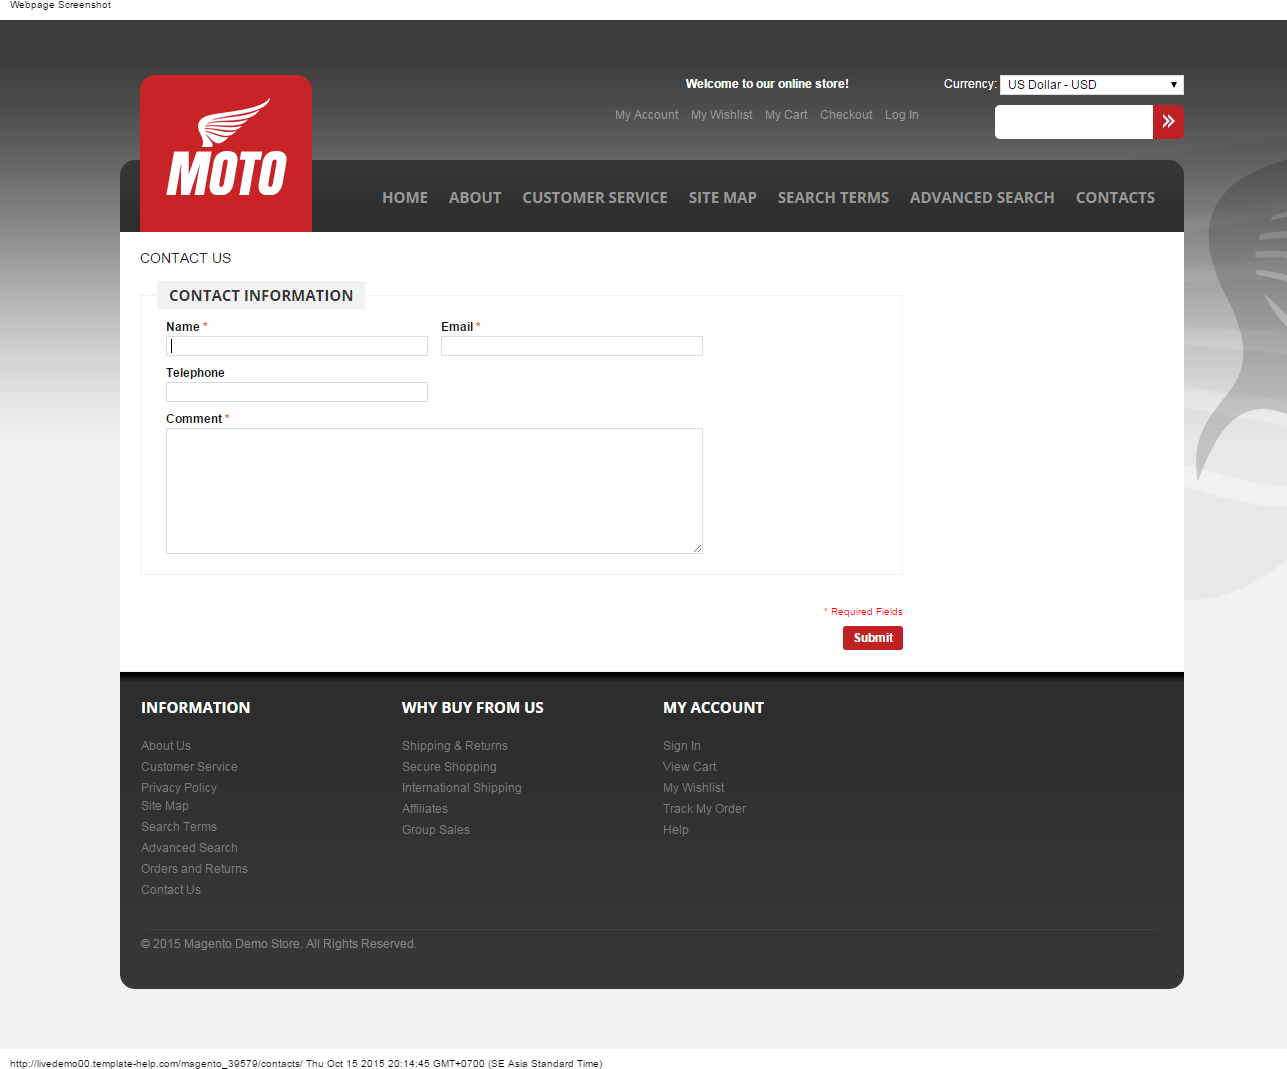 Webpage Screenshot
Welcome to our online store!
Currency: US Dollar - USD
My Account My Wishlist My Cart Checkout Log In
MOTO
HOME ABOUT CUSTOMER SERVICE SITE MAP SEARCH TERMS ADVANCED SEARCH CONTACTS
CONTACT US
CONTACT INFORMATION
Name * Email *
Telephone
Comment *
* Required Fields
Submit
INFORMATION
About Us
Customer Service
Privacy Policy
Site Map
Search Terms
Advanced Search
Orders and Returns
Contact Us
WHY BUY FROM US
Shipping & Returns
Secure Shopping
International Shipping
Affiliates
Group Sales
MY ACCOUNT
Sign In
View Cart
My Wishlist
Track My Order
Help
© 2015 Magento Demo Store. All Rights Reserved.
http://livedemo00.template-help.com/magento_39579/contacts/ Thu Oct 15 2015 20:14:45 GMT+0700 (SE Asia Standard Time)